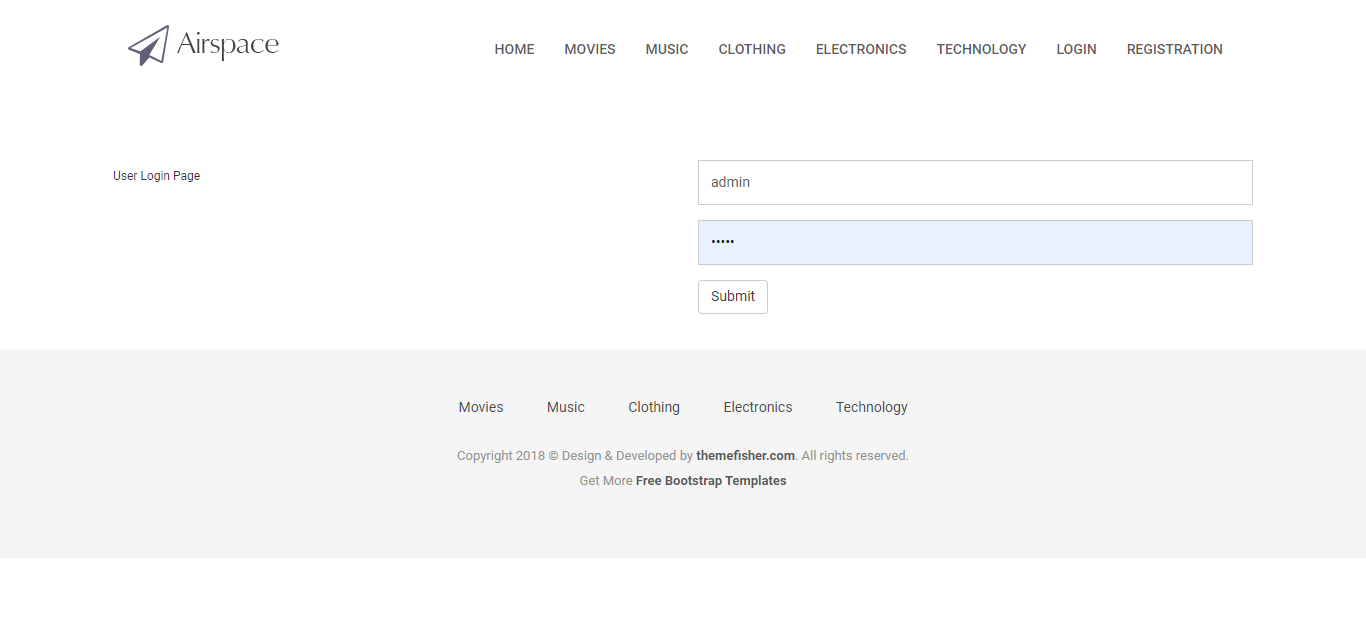 Airspace
HOME MOVIES MUSIC CLOTHING ELECTRONICS TECHNOLOGY LOGIN REGISTRATION
User Login Page
admin
•••••
Submit
Movies Music Clothing Electronics Technology
Copyright 2018 © Design & Developed by themefisher.com. All rights reserved.
Get More Free Bootstrap Templates